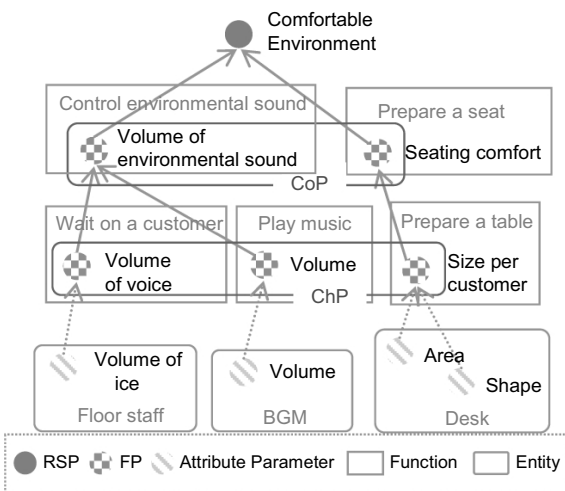 Comfortable
Environment
Control environmental sound
Prepare a seat
Volume of
environmental sound
Seating comfort
CoP
Wait on a customer
Play music
Prepare a table
Volume
of voice
Volume
Size per
customer
ChP
Volume of
ice
Volume
Area
Shape
Floor staff
BGM
Desk
RSP
FP
Attribute Parameter
Function
Entity